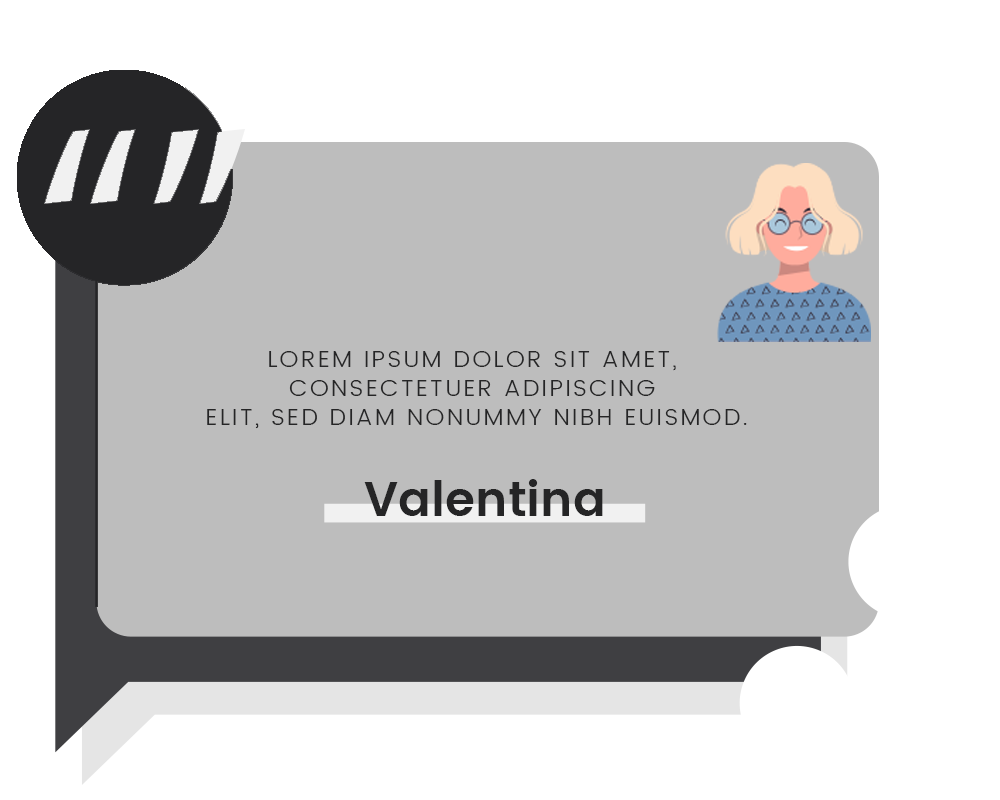 LOREM IPSUM DOLOR SIT AMET,
CONSECTETUER ADIPISCING
ELIT, SED DIAM NONUMMY NIBH EUISMOD.
Valentina